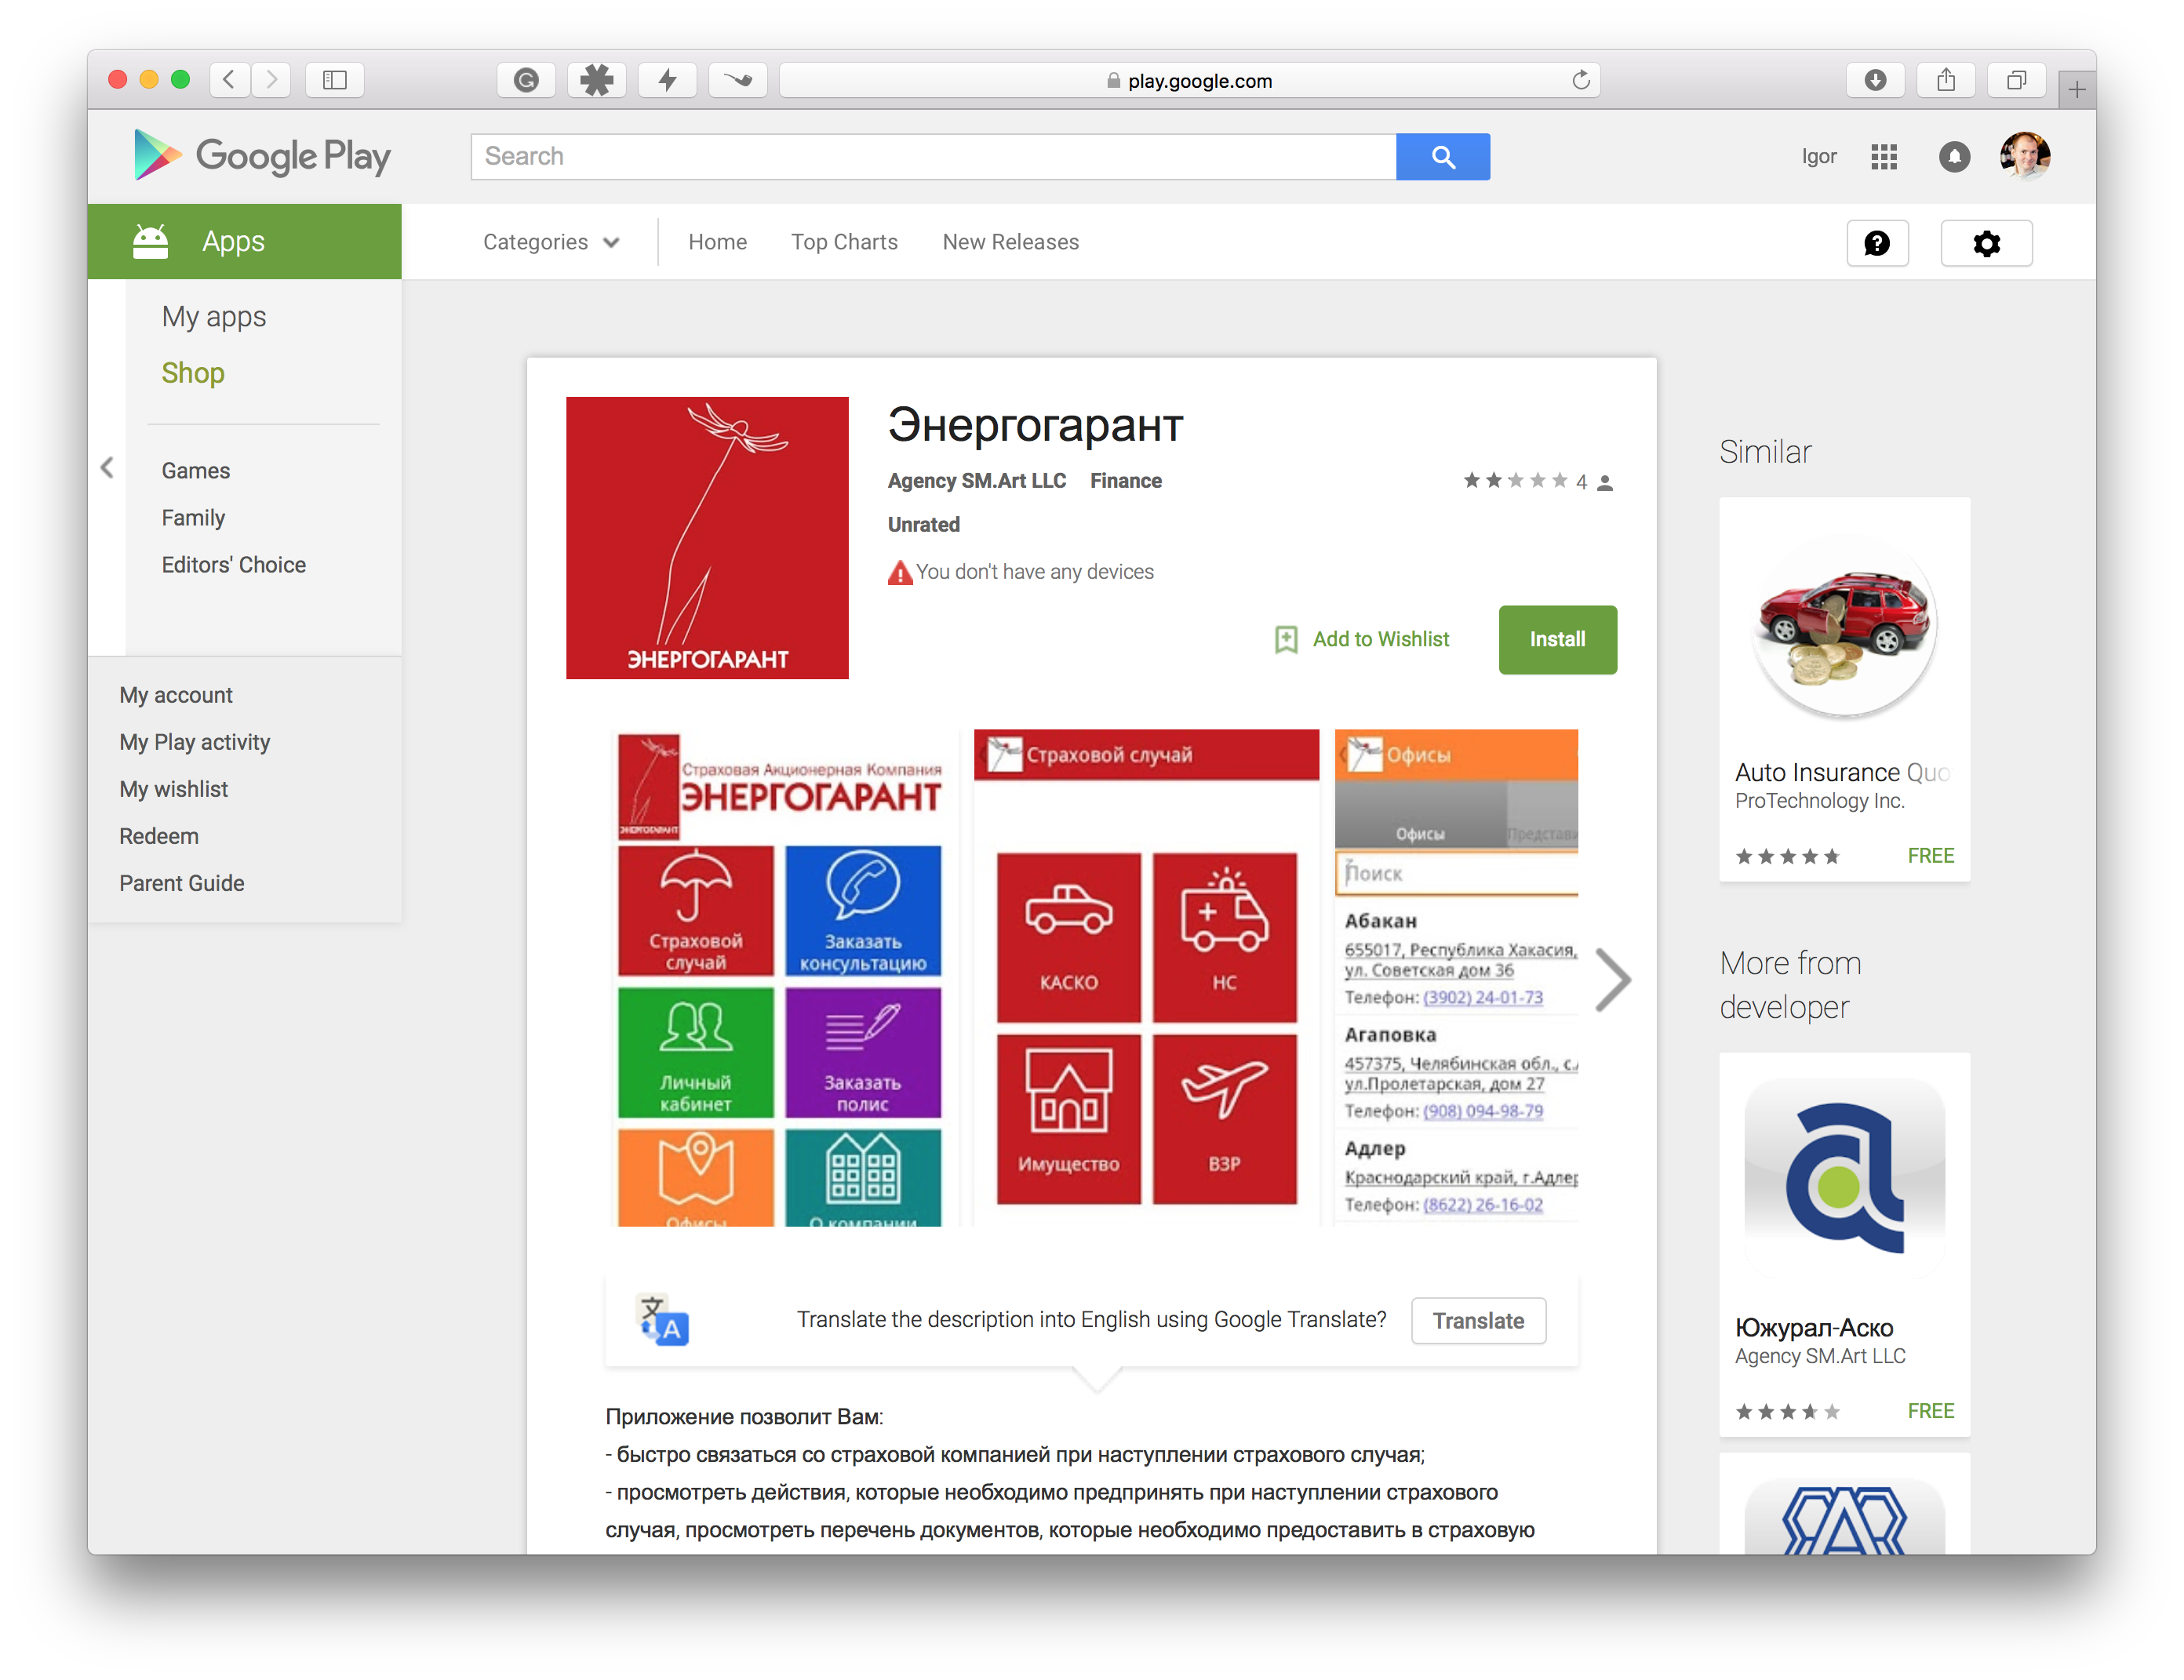 play.google.com
Google Play
Search
Igor
Apps
Categories
Home
Top Charts
New Releases
My apps
Shop
Games
Family
Editors' Choice
My account
My Play activity
My wishlist
Redeem
Parent Guide
ЭНЕРГОГАРАНТ
Энергогарант
Agency SM.Art LLC Finance
4
Unrated
You don't have any devices
Add to Wishlist
Install
ЭНЕРГОГАРАНТ
Страховая Акционерная Компания
ЭНЕРГОГАРАНТ
Страховой
случай
Заказать
консультацию
Личный
кабинет
Заказать
полис
Офисы
О компании
Страховой случай
КАСКО
НС
Имущество
ВЗР
Офисы
Офисы
Представи
Поиск
Абакан
655017, Республика Хакасия,
ул. Советская дом 36
Телефон: (3902) 24-01-73
Агаповка
457375, Челябинская обл., с.
ул.Пролетарская, дом 27
Телефон: (908) 094-98-79
Адлер
Краснодарский край, г.Адлер
Телефон: (8622) 26-16-02
文
A
Translate the description into English using Google Translate?
Translate
Приложение позволит Вам:
- быстро связаться со страховой компанией при наступлении страхового случая;
- просмотреть действия, которые необходимо предпринять при наступлении страхового
случая, просмотреть перечень документов, которые необходимо предоставить в страховую
Similar
Auto Insurance Quo
ProTechnology Inc.
FREE
More from
developer
Южурал-Аско
Agency SM.Art LLC
FREE